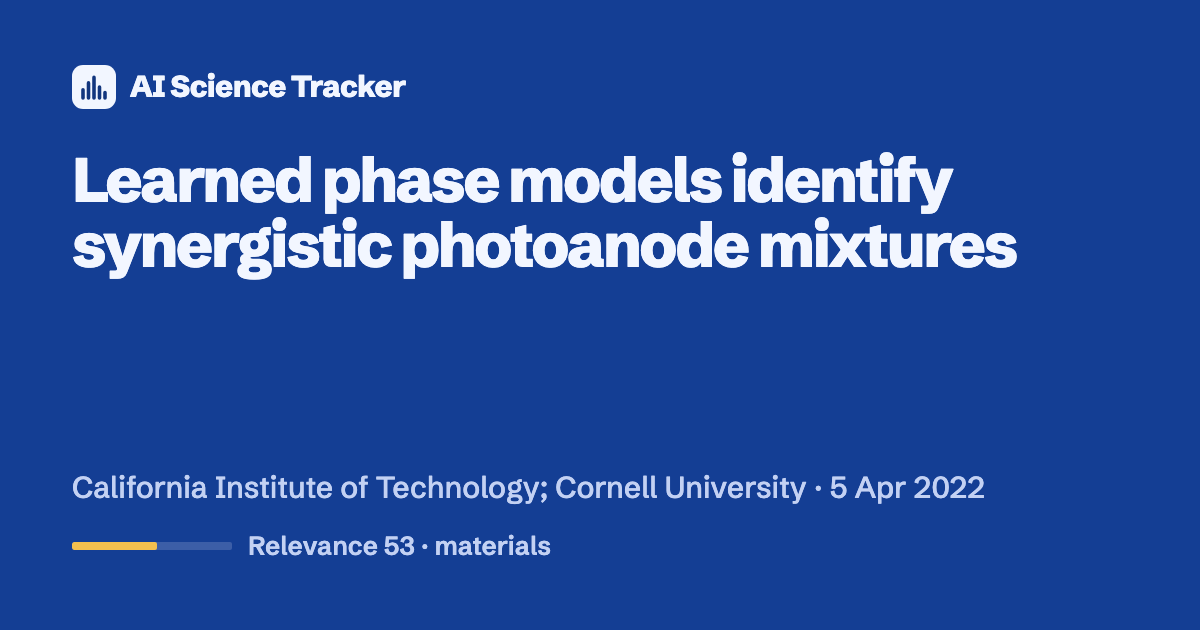 AI Science Tracker
Learned phase models identify
synergistic photoanode mixtures
California Institute of Technology; Cornell University · 5 Apr 2022
Relevance 53 · materials